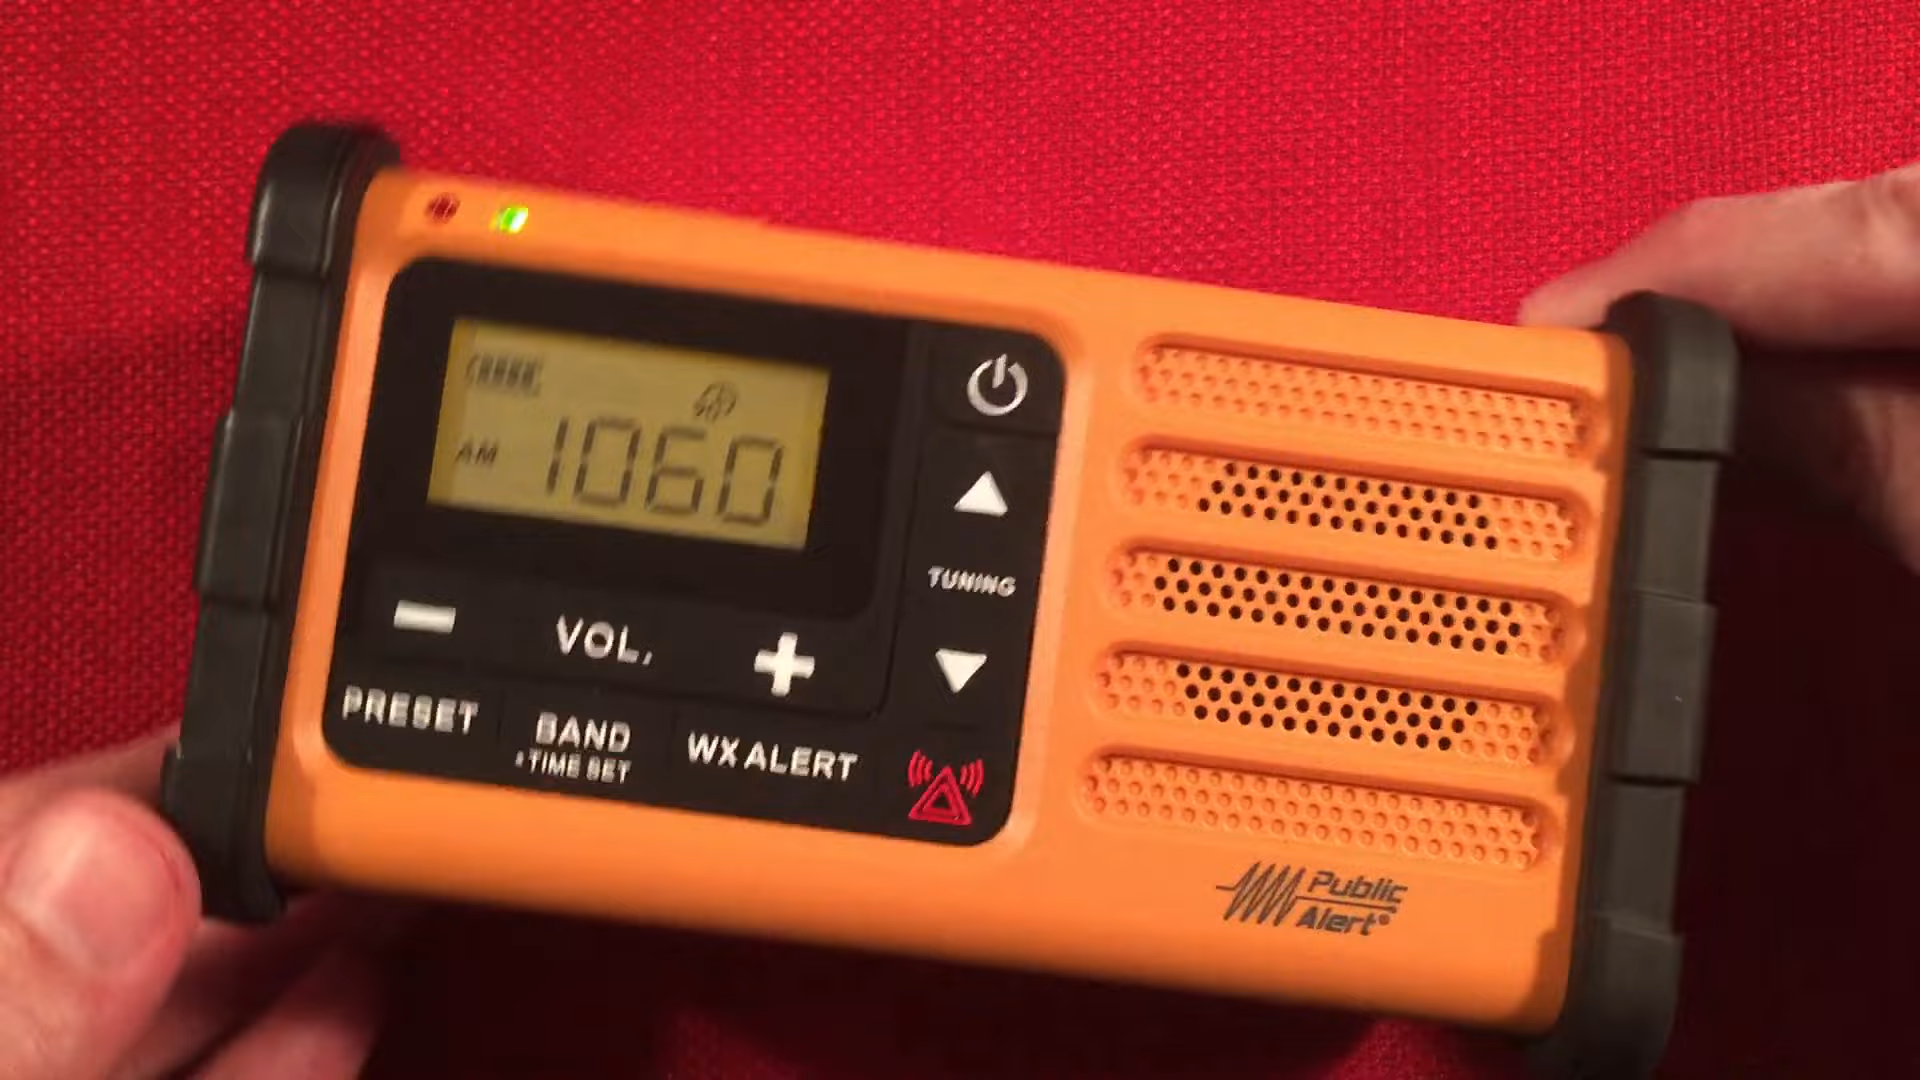 AM 1060
TUNING
VOL.
PRESET
BAND
TIME SET
WX ALERT
Public
Alert®